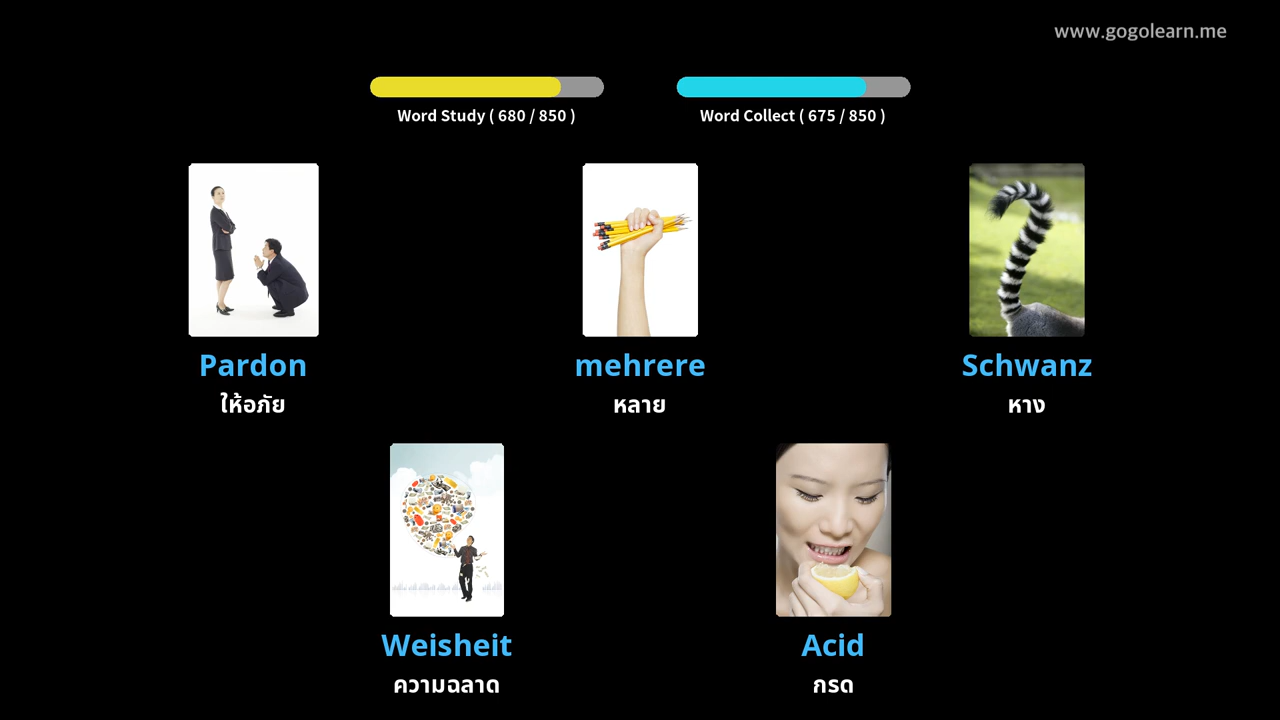 www.gogolearn.me
Word Study ( 680 / 850 )
Word Collect ( 675 / 850 )
Pardon
ให้อภัย
mehrere
หลาย
Schwanz
หาง
Weisheit
ความฉลาด
Acid
กรด